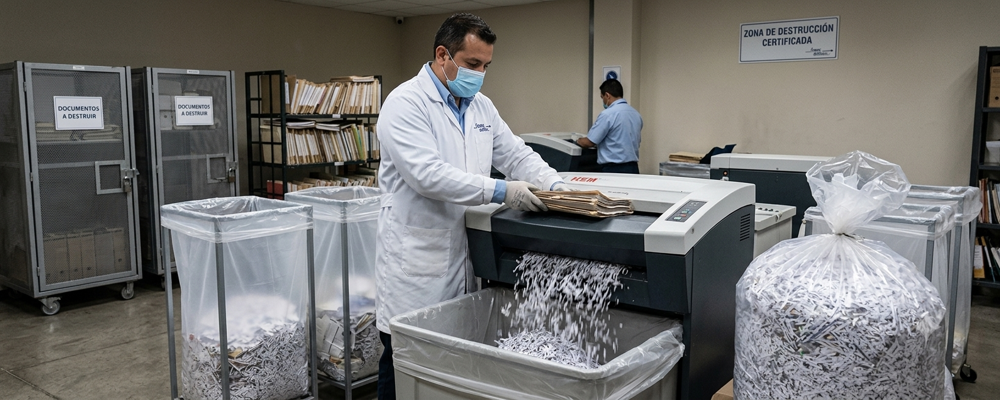 DOCUMENTOS
A DESTRUIR
DOCUMENTOS
A DESTRUIR
ZONA DE DESTRUCCIÓN
CERTIFICADA
HSM